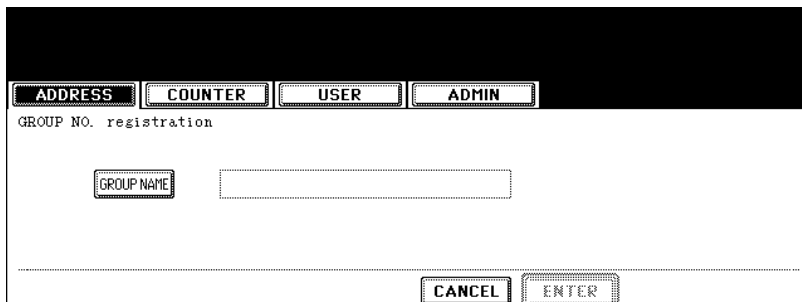 ADDRESS COUNTER USER ADMIN
GROUP NO. registration
GROUP NAME
CANCEL ENTER